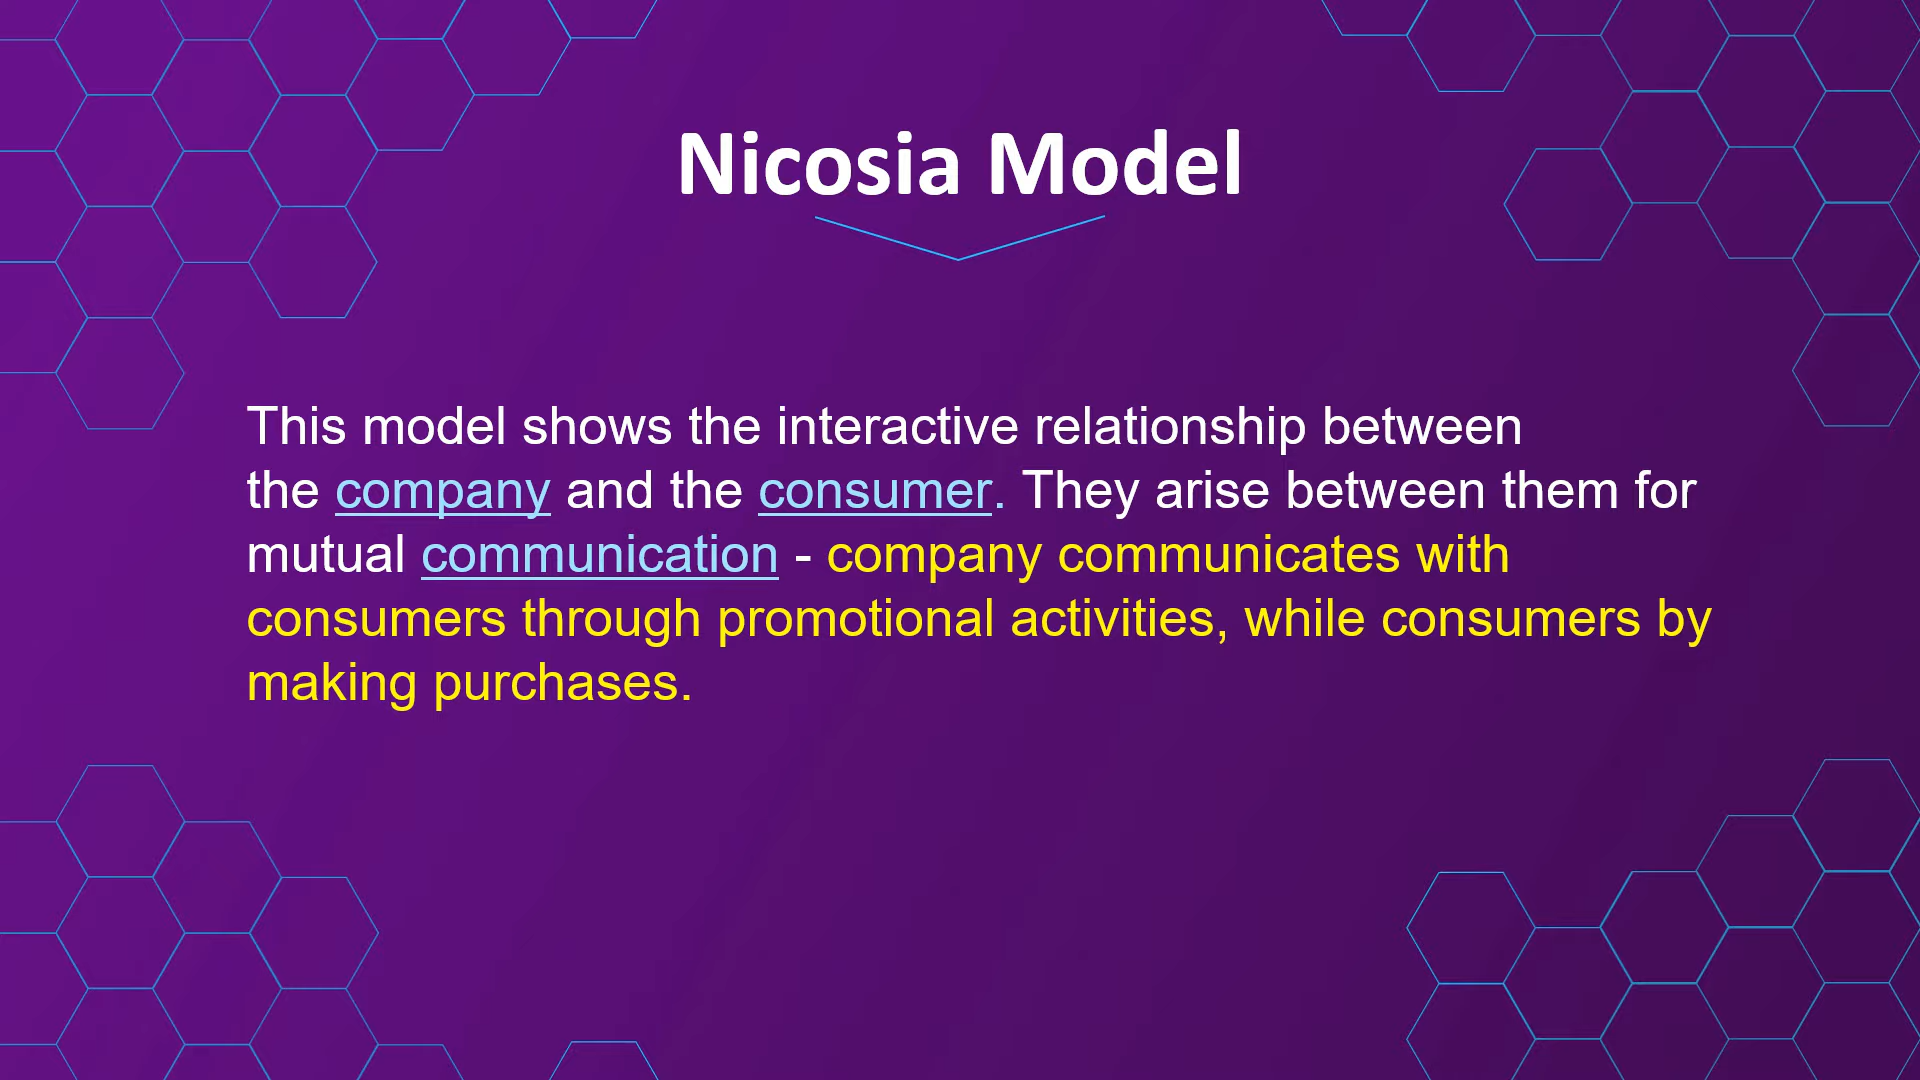 Nicosia Model
This model shows the interactive relationship between
the company and the consumer. They arise between them for
mutual communication - company communicates with
consumers through promotional activities, while consumers by
making purchases.